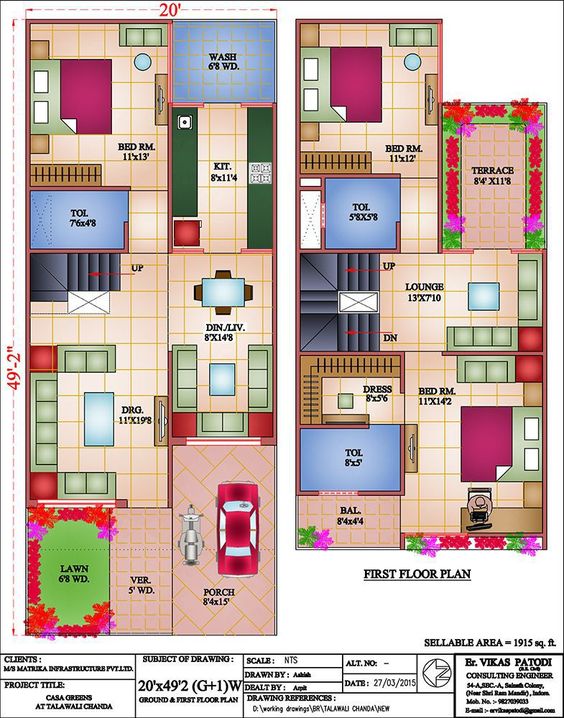 20'
49'-2"
WASH
6'8 WD.
BED RM.
11'x13'
KIT.
8'x11'4
TOI.
7'6x4'8
UP
DIN./LIV.
8'X14'8
DRG.
11'X19'8
LAWN
6'8 WD.
VER.
5' WD.
PORCH
8'4x15'
BED RM.
11'x12'
TERRACE
8'4' X11'8
TOI.
5'8X5'8
UP
LOUNGE
13'X7'10
DN
DRESS
8'x5'6
BED RM.
11'X14'2
TOI.
8'x5'
BAL.
8'4x4'4
FIRST FLOOR PLAN
SELLABLE AREA = 1915 sq. ft.
CLIENTS :
M/S MATRIKA INFRASTRUCTURE PVT.LTD.
PROJECT TITLE:
CASA GREENS
AT TALAWALI CHANDA
SUBJECT OF DRAWING :
20'x49'2 (G+1)W
GROUND & FIRST FLOOR PLAN
SCALE : NTS
DRAWN BY : Ashish
DEALT BY : Arpit
ALT. NO: -
DATE : 27/03/2015
DRAWING REFERENCES :
D:\working drawings\BR\TALAWALI CHANDA\NEW
Er. VIKAS PATODI
(B.E. Civil)
CONSULTING ENGINEER
54-A,SEC.-A, Sainath Colony,
(Near Shri Ram Mandir) , Indore.
Mob. No. : 9827039033
E-mail :- ervikaspatodi@gmail.com